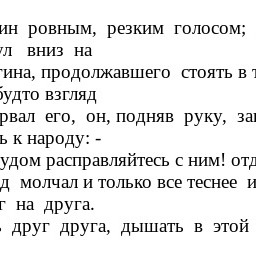 ин ровным, резким голосом;
ул вниз на
гина, продолжавшего стоять в т
будто взгляд
рвал его, он, подняв руку, за
ь к народу: -
удом расправляйтесь с ним! отд
д молчал и только все теснее и
г на друга.
ь друг друга, дышать в этой